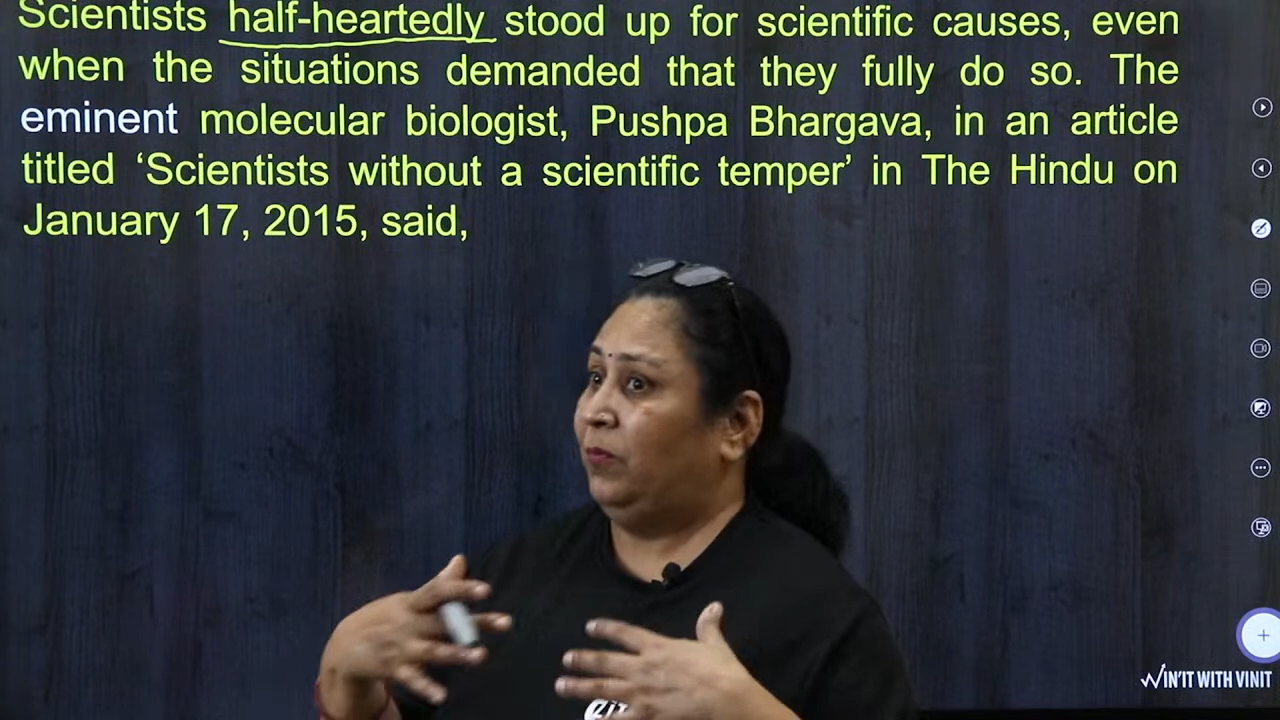 Scientists half-heartedly stood up for scientific causes, even
when the situations demanded that they fully do so. The
eminent molecular biologist, Pushpa Bhargava, in an article
titled ‘Scientists without a scientific temper’ in The Hindu on
January 17, 2015, said,
WIN'IT WITH VINIT